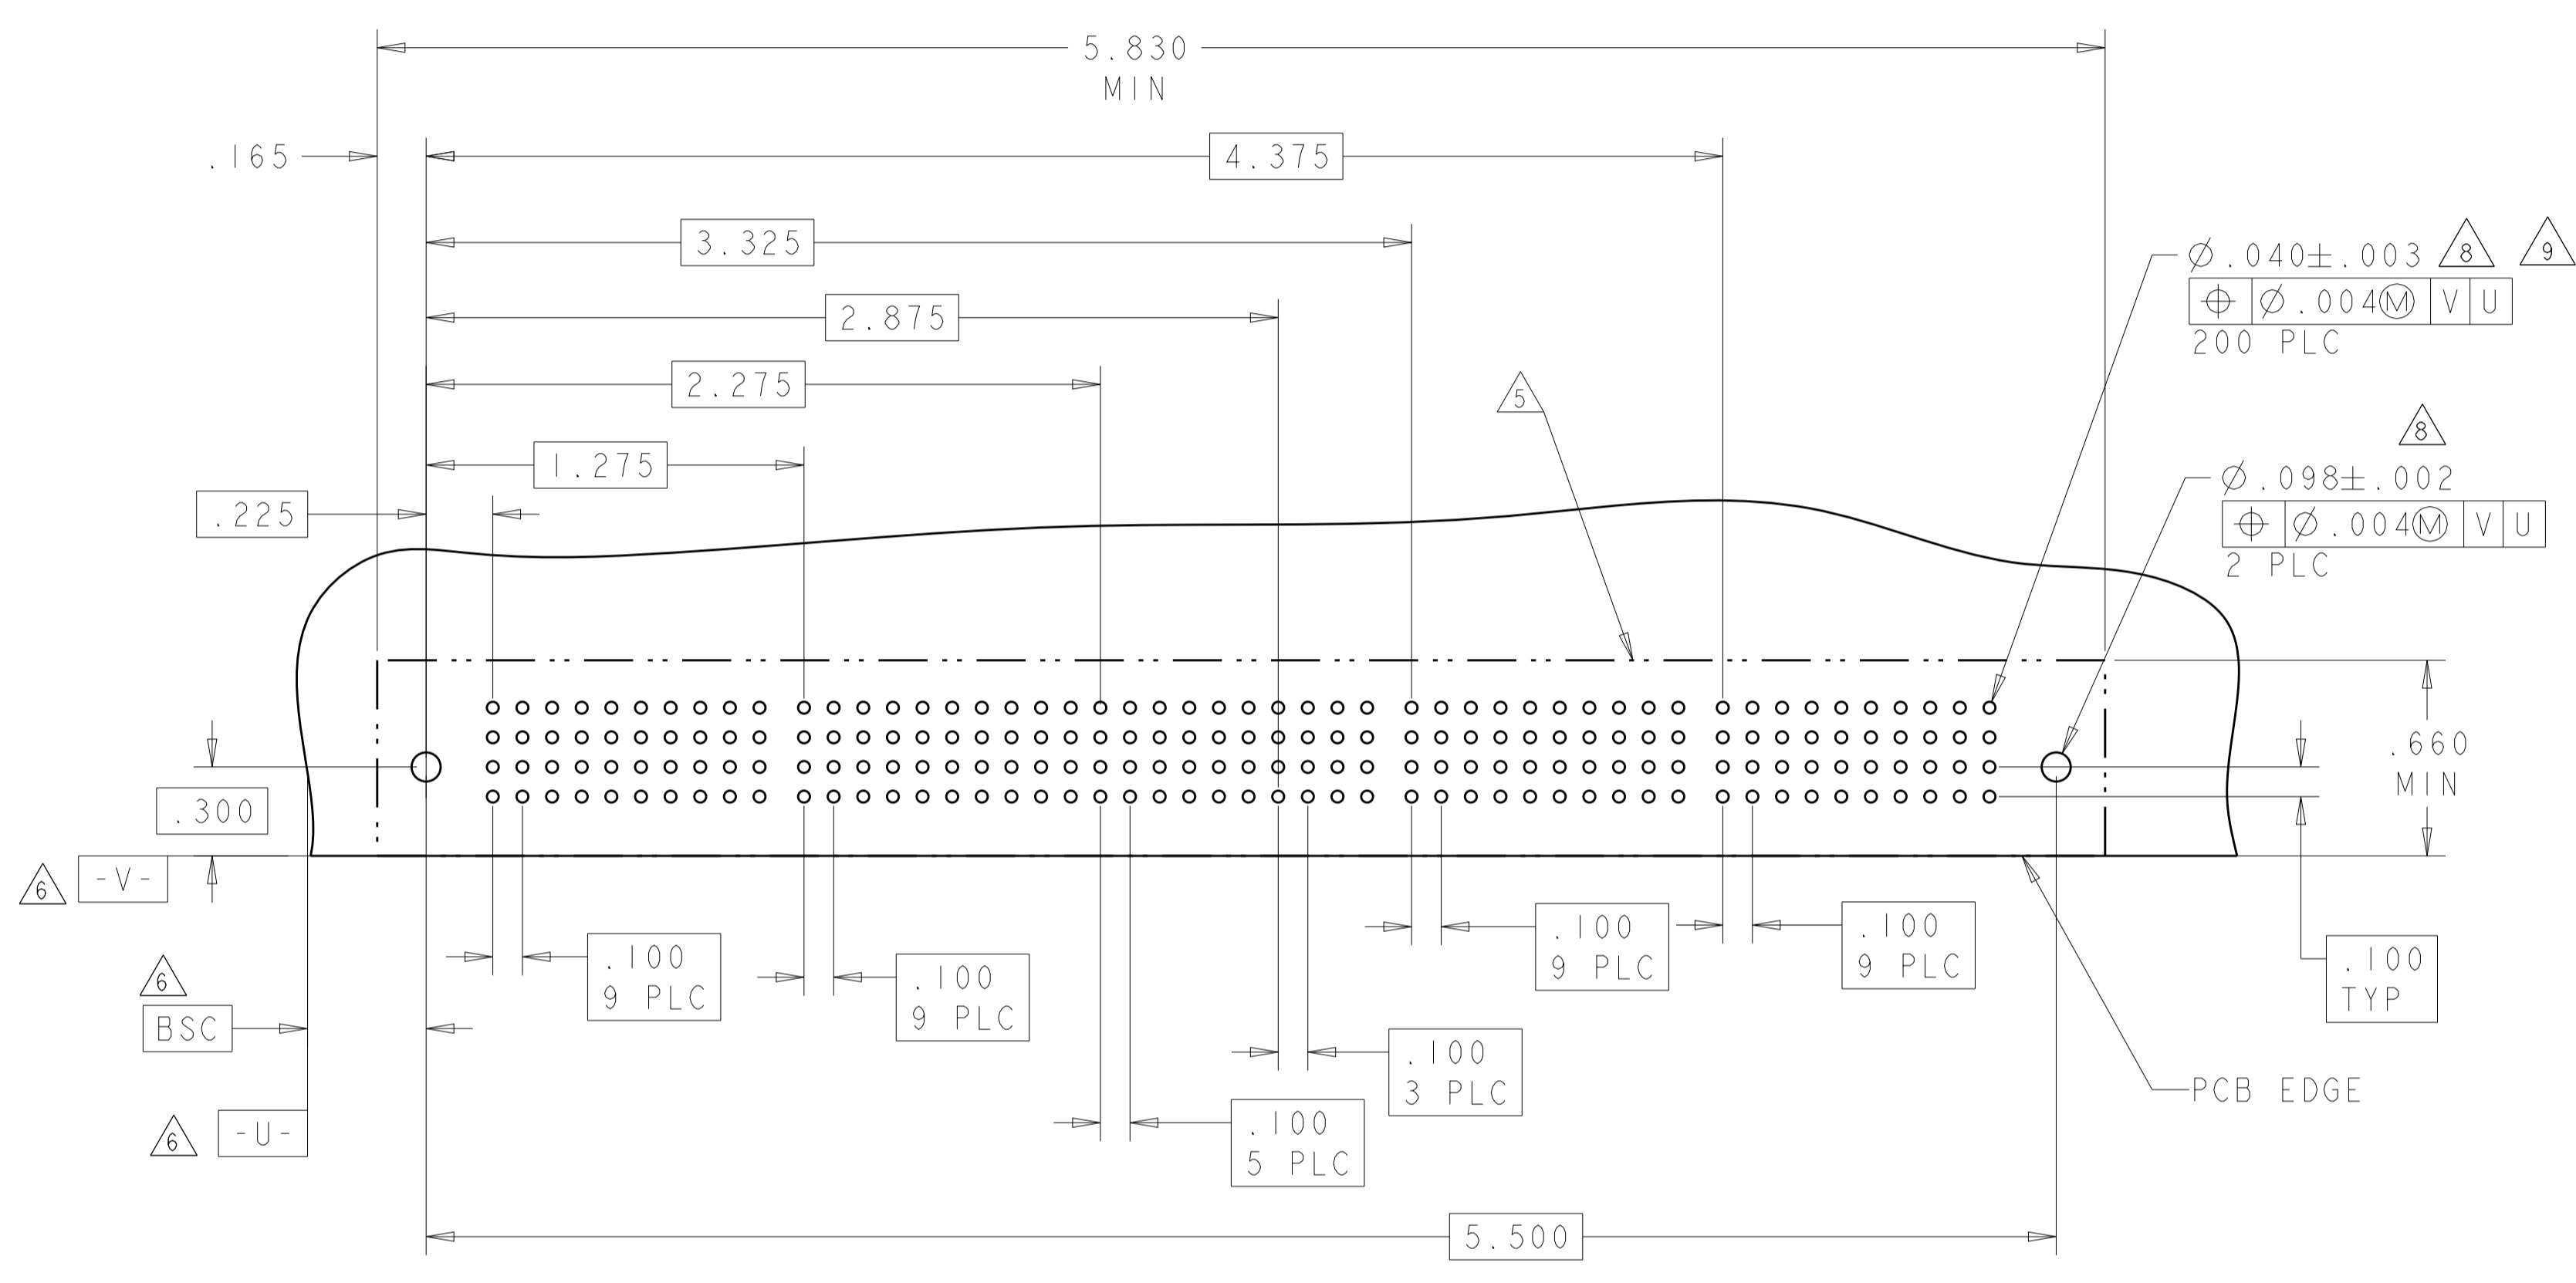 5.830
MIN
.165
4.375
3.325
2.875
2.275
1.275
.225
Ø.040±.003 8 9
⌖ Ø.004Ⓜ V U
200 PLC
5
8
Ø.098±.002
⌖ Ø.004Ⓜ V U
2 PLC
.660
MIN
.300
6 -V-
6
BSC
6 -U-
.100
9 PLC
.100
9 PLC
.100
5 PLC
.100
3 PLC
.100
9 PLC
.100
9 PLC
.100
TYP
PCB EDGE
5.500